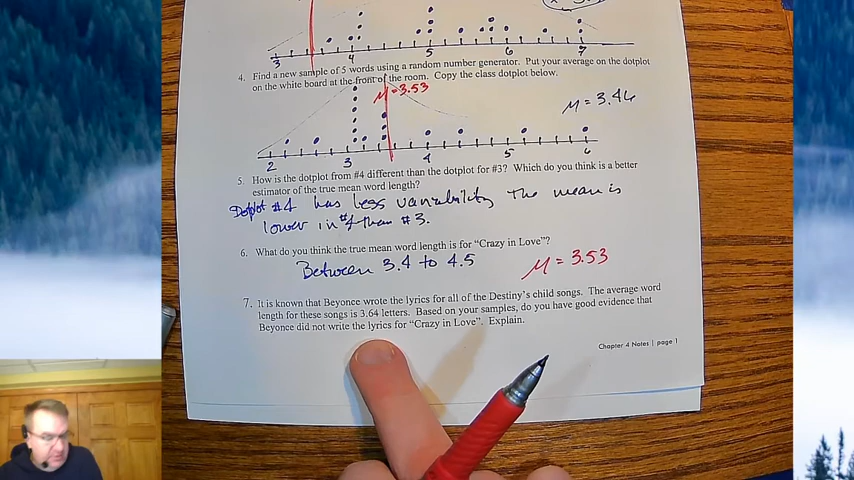 3 4 5 6 7
4. Find a new sample of 5 words using a random number generator. Put your average on the dotplot
on the white board at the front of the room. Copy the class dotplot below.
μ = 3.53
μ = 3.46
2 3 4 5 6
5. How is the dotplot from #4 different than the dotplot for #3? Which do you think is a better
estimator of the true mean word length?
Dotplot #4 has less variability The mean is
lower in #4 than #3.
6. What do you think the true mean word length is for "Crazy in Love"?
Between 3.4 to 4.5
μ = 3.53
7. It is known that Beyonce wrote the lyrics for all of the Destiny's child songs. The average word
length for these songs is 3.64 letters. Based on your samples, do you have good evidence that
Beyonce did not write the lyrics for "Crazy in Love". Explain.
Chapter 4 Notes | page 1